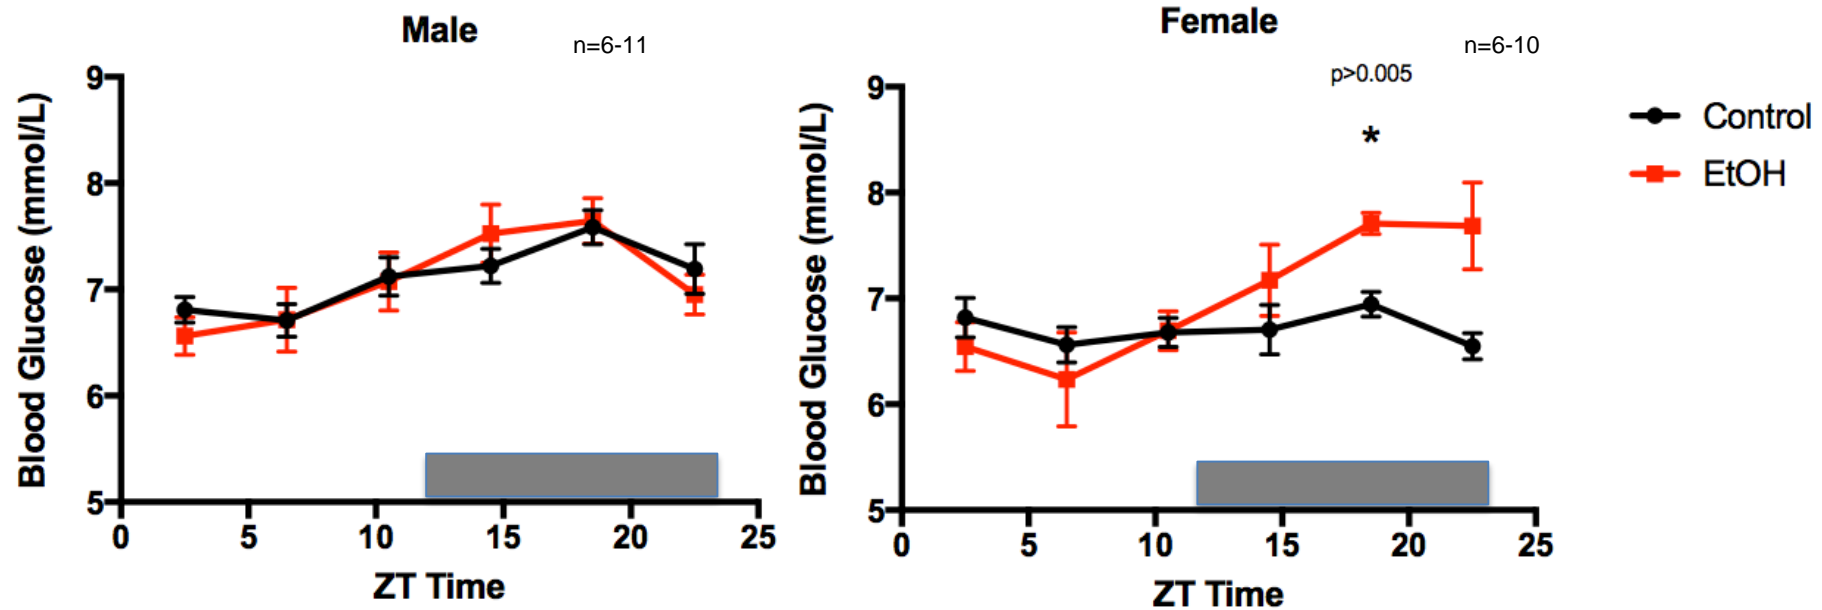 Male
n=6-11
Blood Glucose (mmol/L)
9
8
7
6
5
0 5 10 15 20 25
ZT Time
Female
n=6-10
p>0.005
*
Blood Glucose (mmol/L)
9
8
7
6
5
0 5 10 15 20 25
ZT Time
Control
EtOH